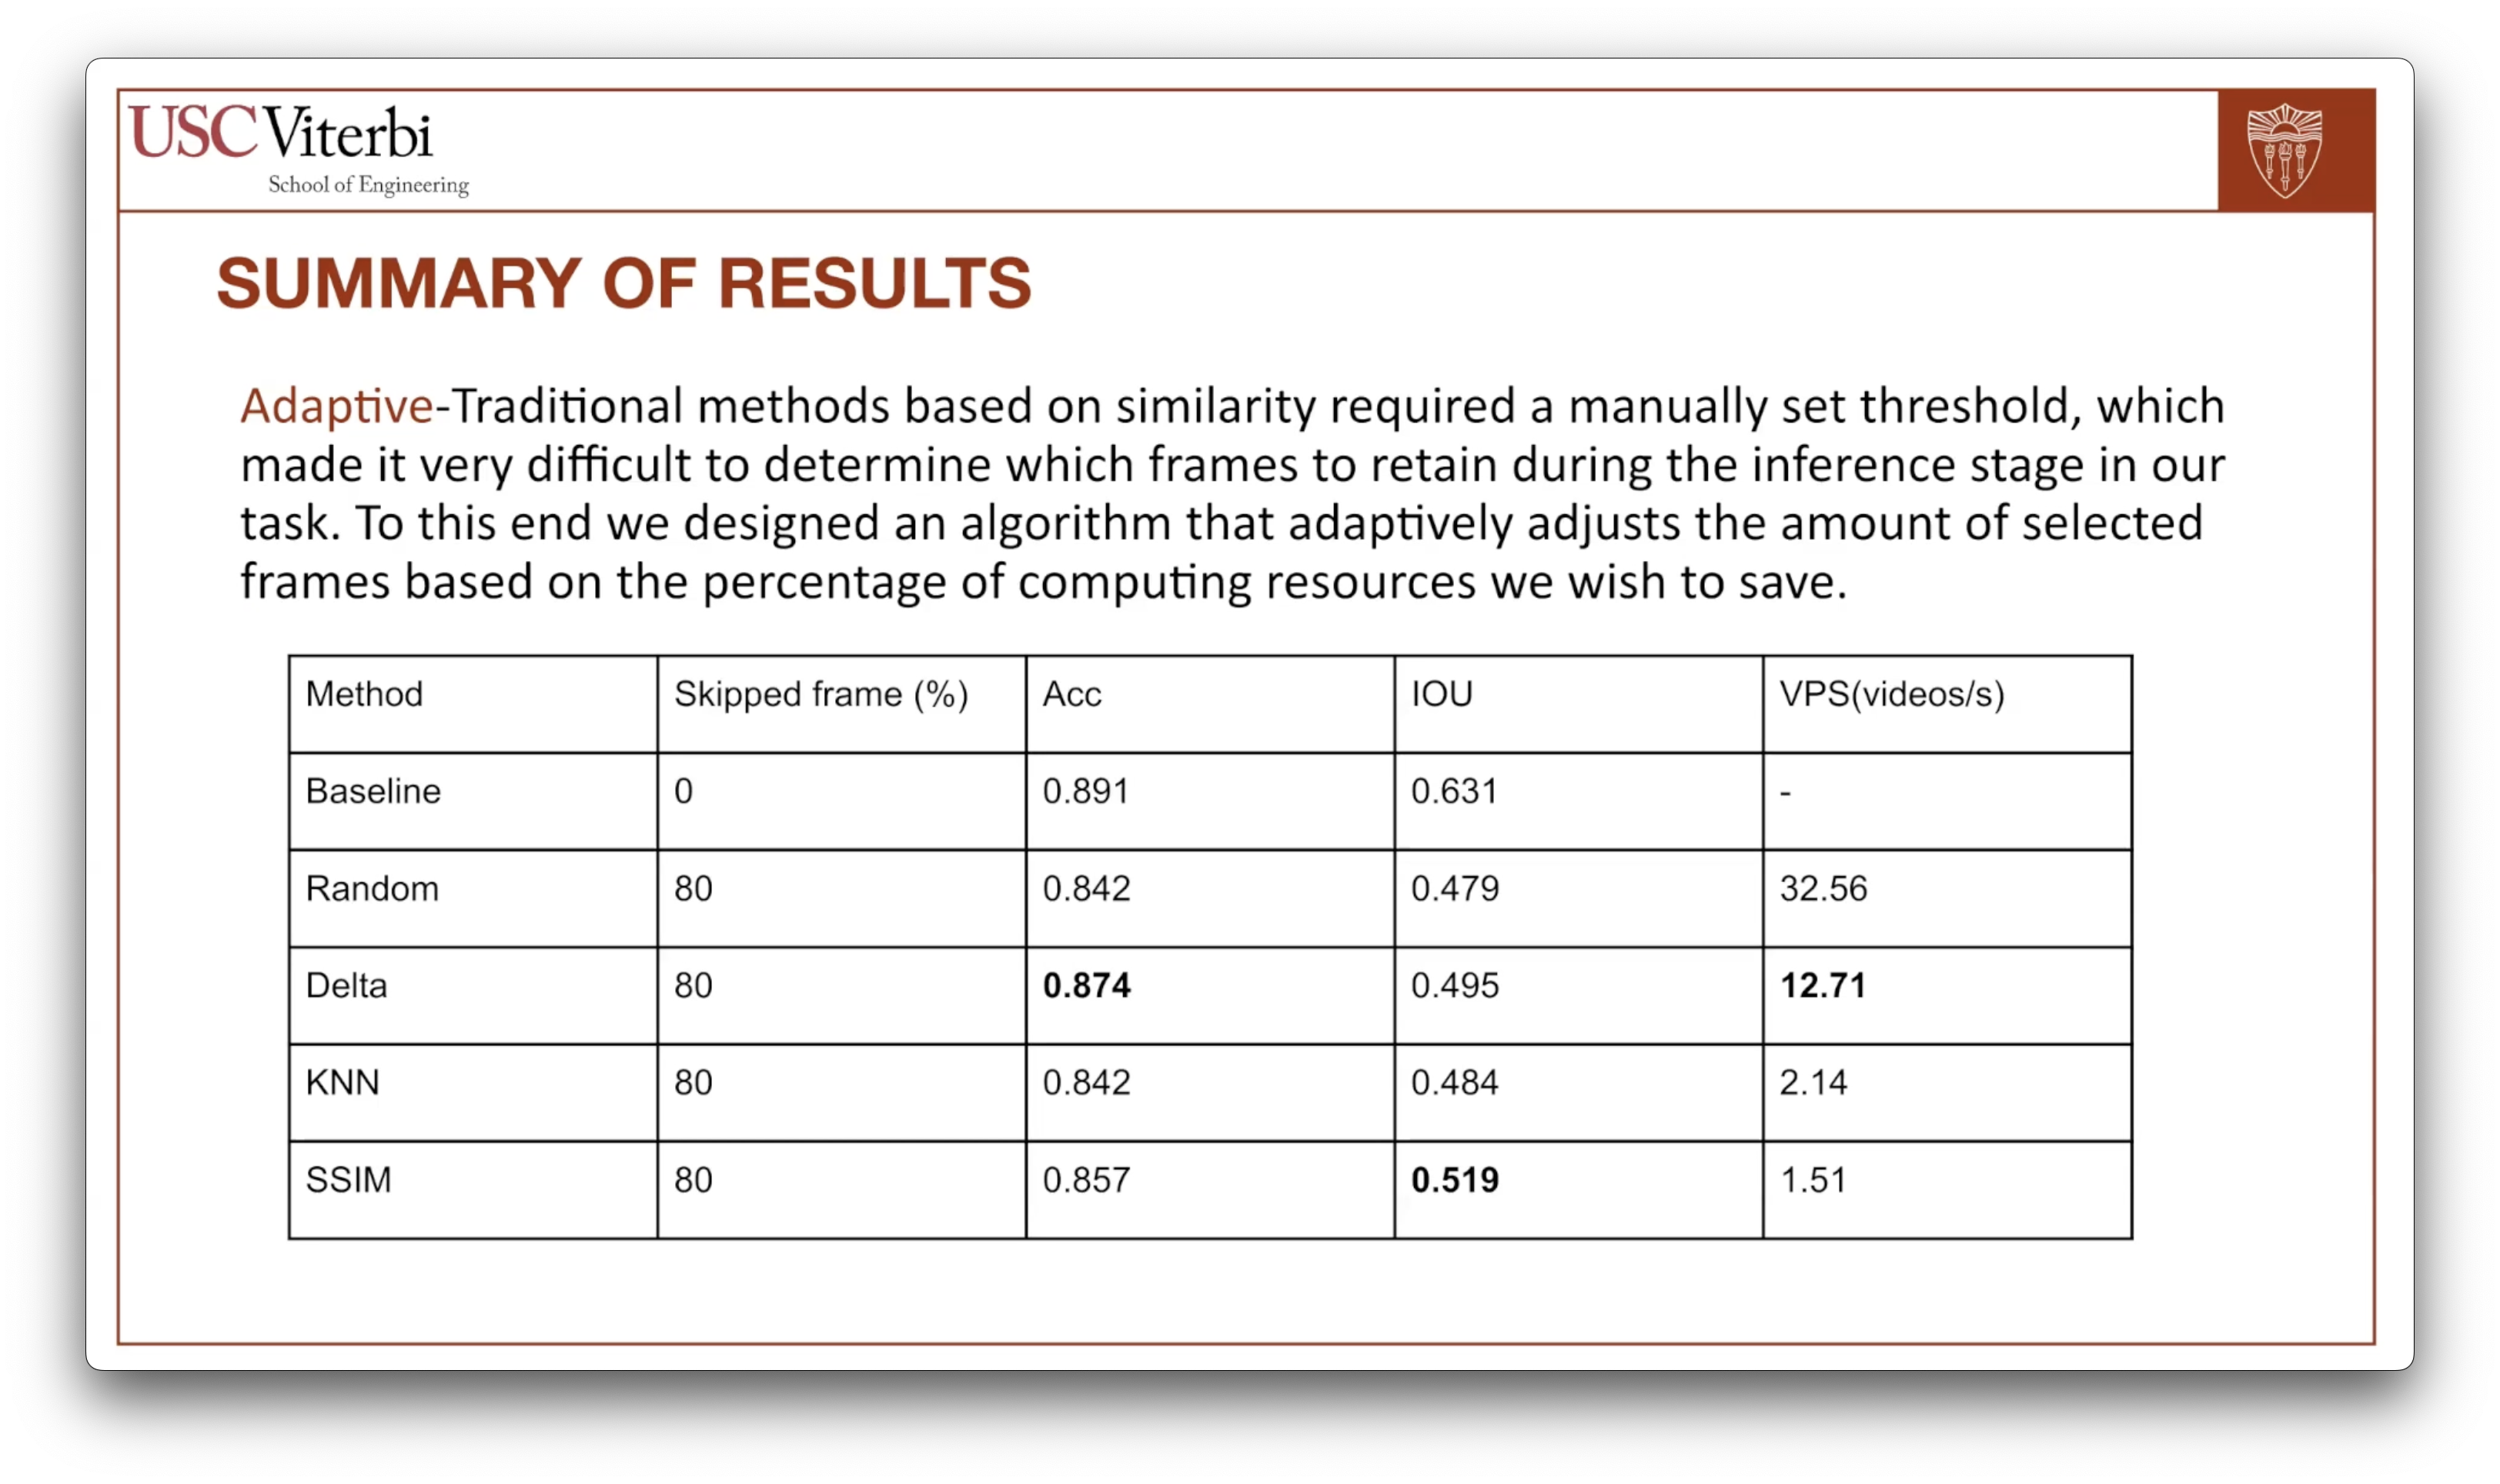 USC Viterbi
School of Engineering
SUMMARY OF RESULTS
Adaptive-Traditional methods based on similarity required a manually set threshold, which
made it very difficult to determine which frames to retain during the inference stage in our
task. To this end we designed an algorithm that adaptively adjusts the amount of selected
frames based on the percentage of computing resources we wish to save.
Method Skipped frame (%) Acc IOU VPS(videos/s)
Baseline 0 0.891 0.631 -
Random 80 0.842 0.479 32.56
Delta 80 0.874 0.495 12.71
KNN 80 0.842 0.484 2.14
SSIM 80 0.857 0.519 1.51